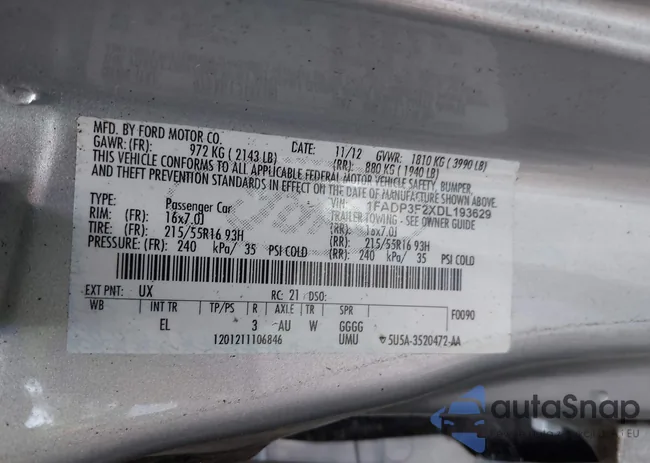 MFD. BY FORD MOTOR CO.
DATE: 11/12 GVWR: 1810 KG ( 3990 LB)
GAWR: (FR): 972 KG ( 2143 LB) (RR): 880 KG ( 1940 LB)
THIS VEHICLE CONFORMS TO ALL APPLICABLE FEDERAL MOTOR VEHICLE SAFETY, BUMPER,
AND THEFT PREVENTION STANDARDS IN EFFECT ON THE DATE OF MANUFACTURE SHOWN ABOVE.
VIN: 1FADP3F2XDL193629
TYPE: Passenger Car TRAILER TOWING - SEE OWNER GUIDE
RIM: (FR): 16x7.0J (RR): 16x7.0J
TIRE: (FR): 215/55R16 93H (RR): 215/55R16 93H
PRESSURE: (FR): 240 kPa/ 35 PSI COLD (RR): 240 kPa/ 35 PSI COLD
EXT PNT: UX RC: 21 DSO:
WB INT TR TP/PS R AXLE TR SPR F0090
EL 3 AU W GGGG
1201211106846 UMU 5U5A-3520472-AA
autoSnap